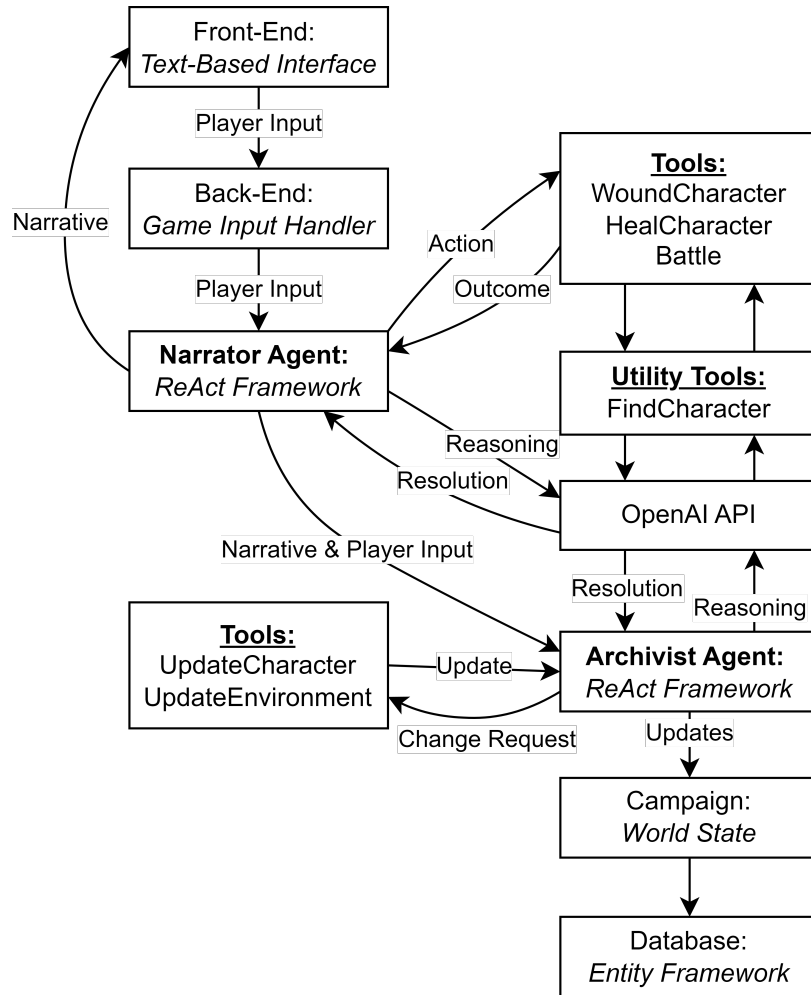 Front-End:
Text-Based Interface
Player Input
Back-End:
Game Input Handler
Narrative
Player Input
Narrator Agent:
ReAct Framework
Action
Outcome
Tools:
WoundCharacter
HealCharacter
Battle
Utility Tools:
FindCharacter
Reasoning
Resolution
OpenAI API
Narrative & Player Input
Resolution
Reasoning
Tools:
UpdateCharacter
UpdateEnvironment
Update
Change Request
Archivist Agent:
ReAct Framework
Updates
Campaign:
World State
Database:
Entity Framework